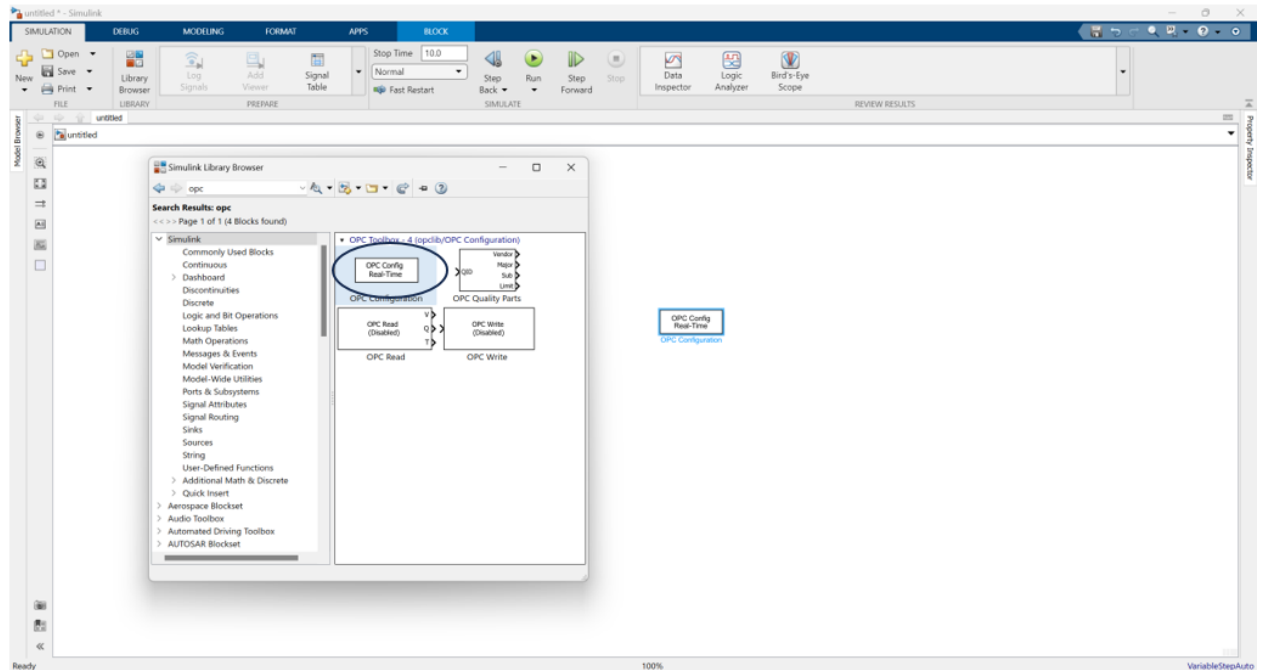 untitled * - Simulink
SIMULATION DEBUG MODELING FORMAT APPS BLOCK
New
Open
Save
Print
FILE
Library Browser
LIBRARY
Log Signals
Add Viewer
Signal Table
PREPARE
Stop Time 10.0
Normal
Fast Restart
Step Back
Run
Step Forward
Stop
SIMULATE
Data Inspector
Logic Analyzer
Bird's-Eye Scope
REVIEW RESULTS
Model Browser
untitled
untitled
Property Inspector
Simulink Library Browser
opc
Search Results: opc
<< >> Page 1 of 1 (4 Blocks found)
Simulink
Commonly Used Blocks
Continuous
Dashboard
Discontinuities
Discrete
Logic and Bit Operations
Lookup Tables
Math Operations
Messages & Events
Model Verification
Model-Wide Utilities
Ports & Subsystems
Signal Attributes
Signal Routing
Sinks
Sources
String
User-Defined Functions
Additional Math & Discrete
Quick Insert
Aerospace Blockset
Audio Toolbox
Automated Driving Toolbox
AUTOSAR Blockset
OPC Toolbox - 4 (opclib/OPC Configuration)
OPC Config
Real-Time
OPC Configuration
QID
Vendor
Major
Sub
Limit
OPC Quality Parts
OPC Read
(Disabled)
V
Q
T
OPC Read
OPC Write
(Disabled)
OPC Write
OPC Config
Real-Time
OPC Configuration
Ready 100% VariableStepAuto